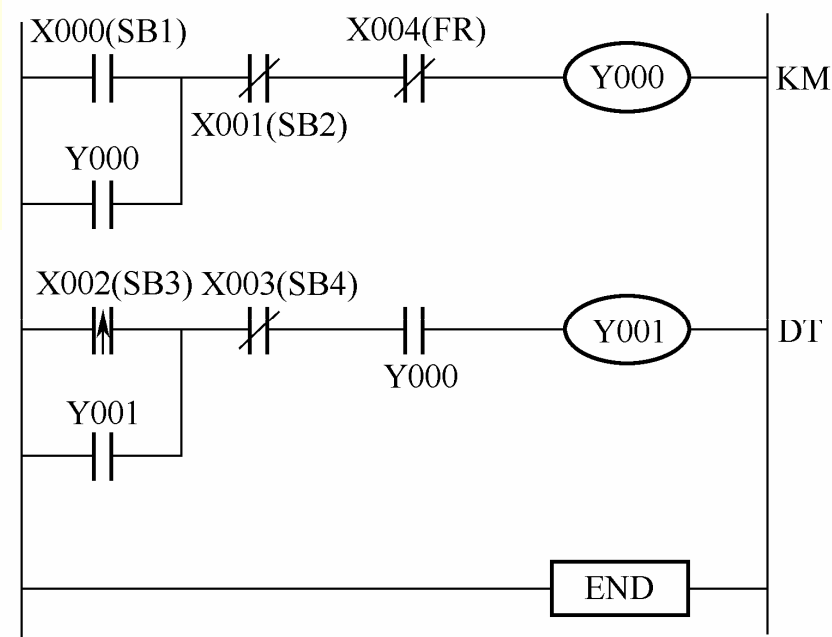 X000(SB1)
X004(FR)
Y000
KM
X001(SB2)
Y000
X002(SB3)
X003(SB4)
Y001
DT
Y000
Y001
END